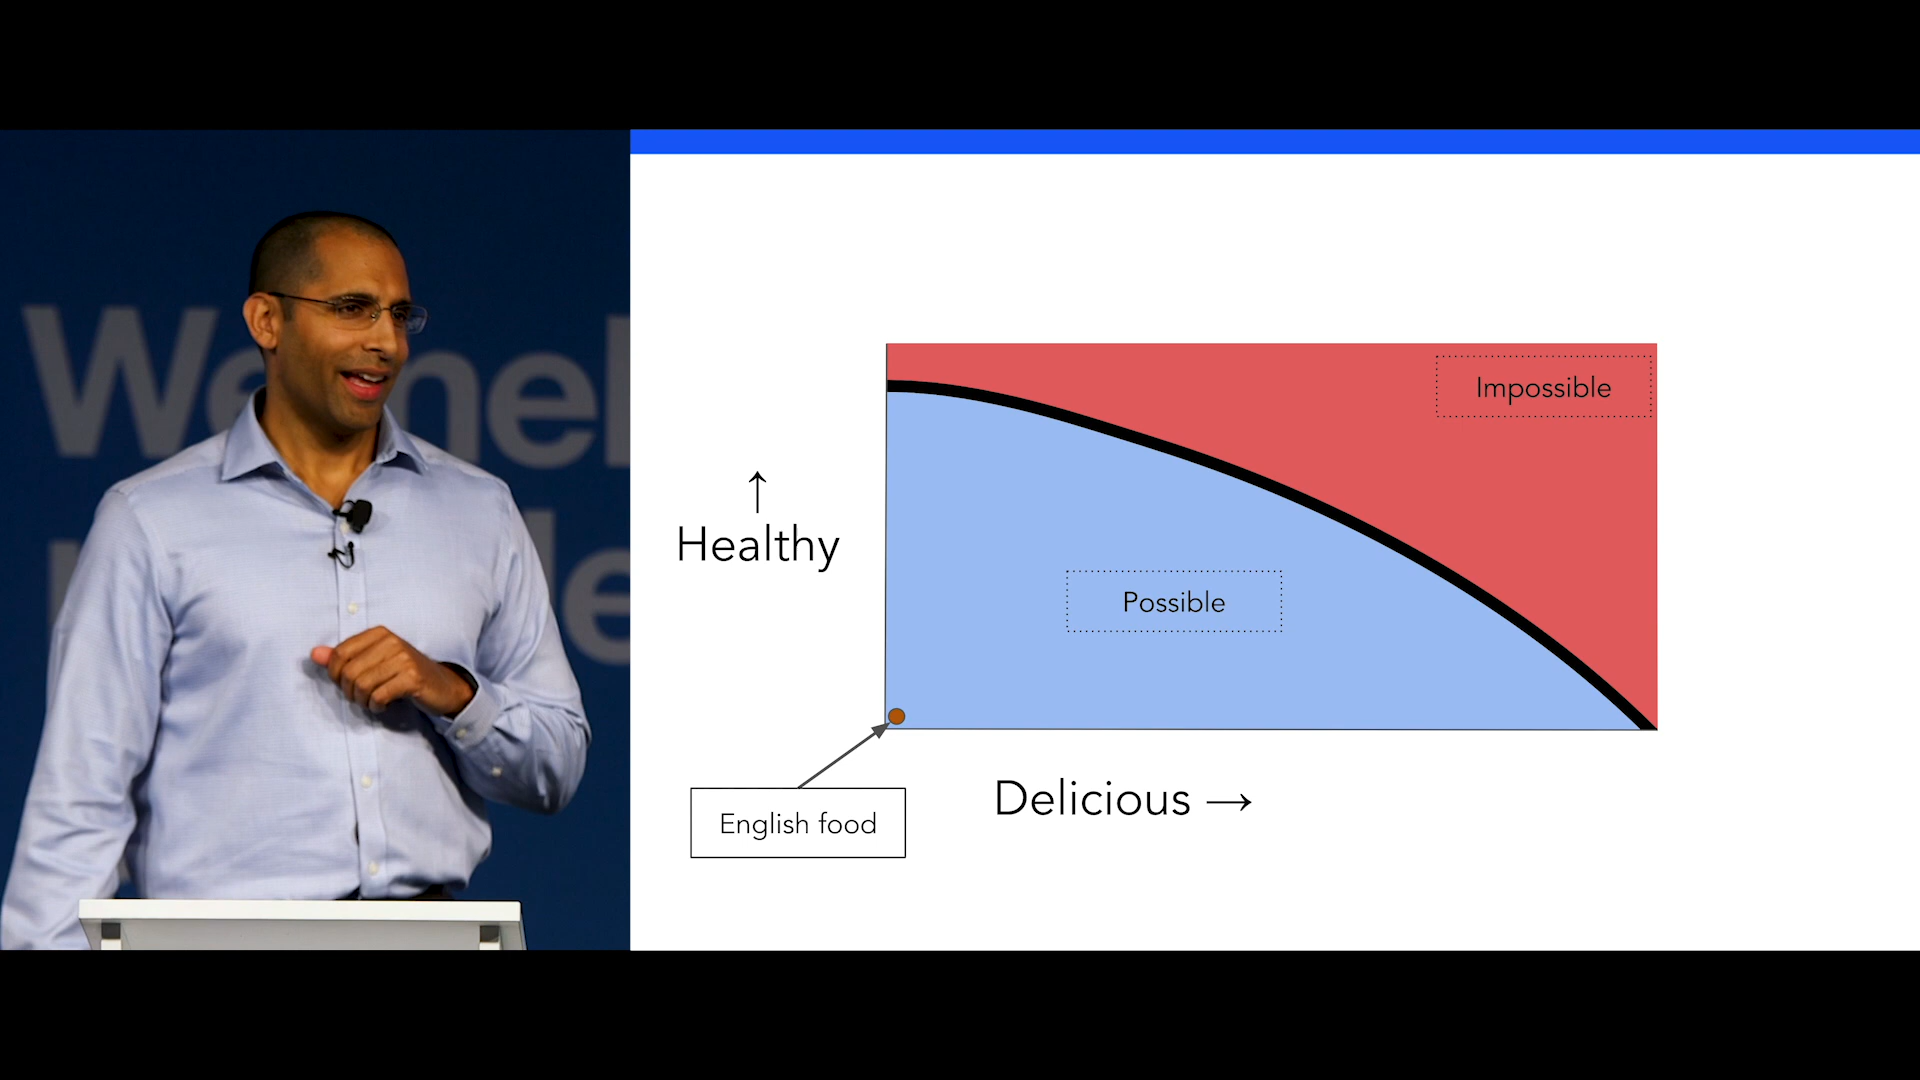 Impossible
↑
Healthy
Possible
Delicious →
English food